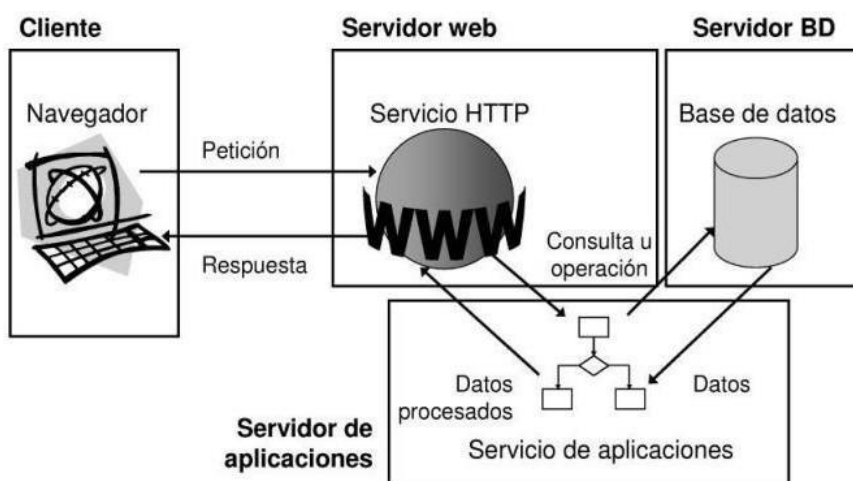 Cliente
Servidor web
Servidor BD
Navegador
Servicio HTTP
Base de datos
Petición
WWW
Respuesta
Consulta u
operación
Datos
procesados
Datos
Servidor de
aplicaciones
Servicio de aplicaciones